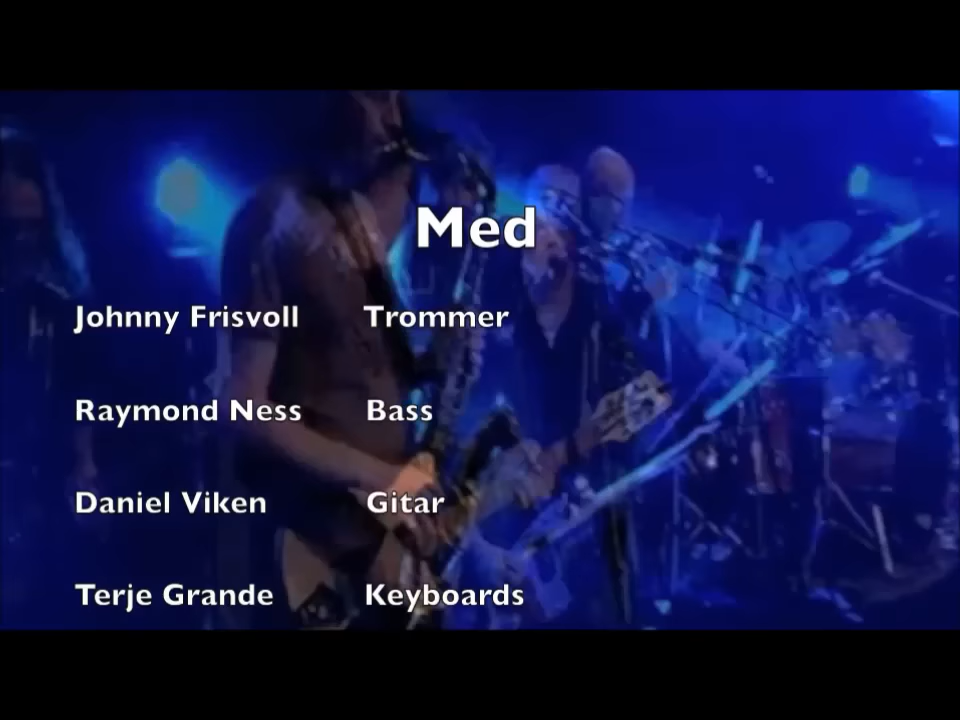 Med
Johnny Frisvoll Trommer
Raymond Ness Bass
Daniel Viken Gitar
Terje Grande Keyboards